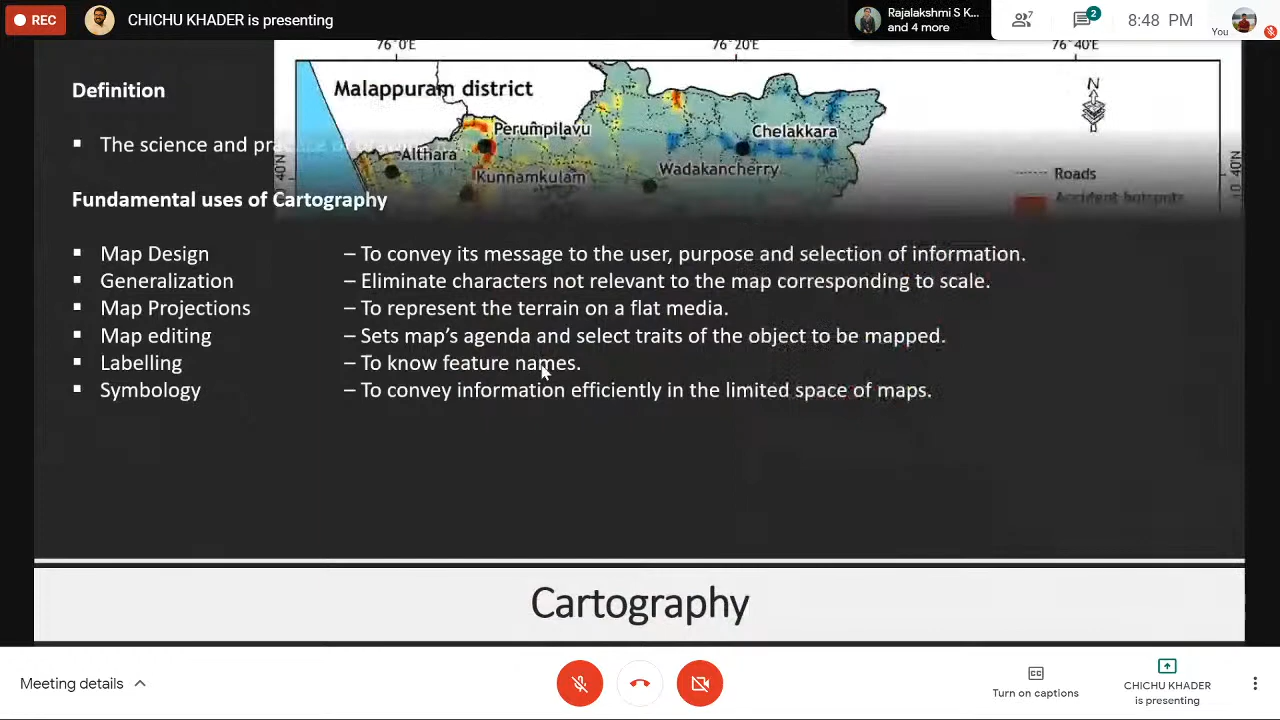 REC
CHICHU KHADER is presenting
Rajalakshmi S K...
and 4 more
7
2
8:48 PM
You
76°0'E
76°20'E
76°40'E
Definition
Malappuram district
N
Perumpilavu
Chelakkara
The science and
Althara
Wadakancherry
Roads
Kunnamkulam
Fundamental uses of Cartography
Accident hotspots
Map Design – To convey its message to the user, purpose and selection of information.
Generalization – Eliminate characters not relevant to the map corresponding to scale.
Map Projections – To represent the terrain on a flat media.
Map editing – Sets map's agenda and select traits of the object to be mapped.
Labelling – To know feature names.
Symbology – To convey information efficiently in the limited space of maps.
Cartography
Meeting details
CC
Turn on captions
CHICHU KHADER
is presenting